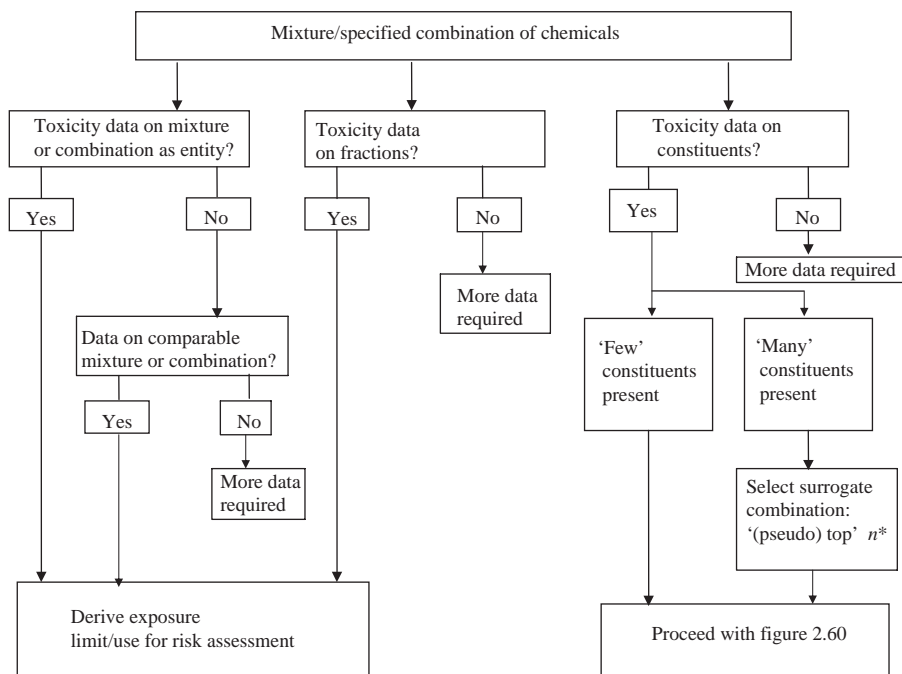 Mixture/specified combination of chemicals
Toxicity data on mixture
or combination as entity?
Toxicity data
on fractions?
Toxicity data on
constituents?
Yes
No
Yes
No
Yes
No
More data required
More data
required
Data on comparable
mixture or combination?
‘Few’
constituents
present
‘Many’
constituents
present
Yes
No
More data
required
Select surrogate
combination:
‘(pseudo) top’ n*
Derive exposure
limit/use for risk assessment
Proceed with figure 2.60